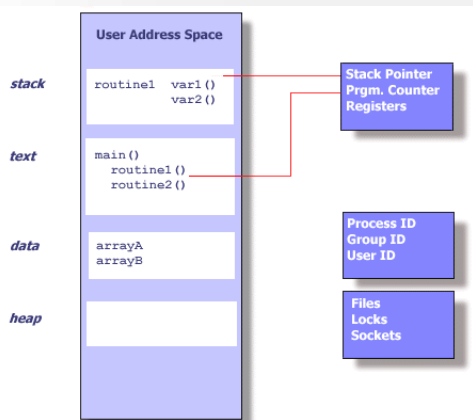 User Address Space
stack
routine1 var1()
var2()
text
main()
routine1()
routine2()
data
arrayA
arrayB
heap
Stack Pointer
Prgm. Counter
Registers
Process ID
Group ID
User ID
Files
Locks
Sockets